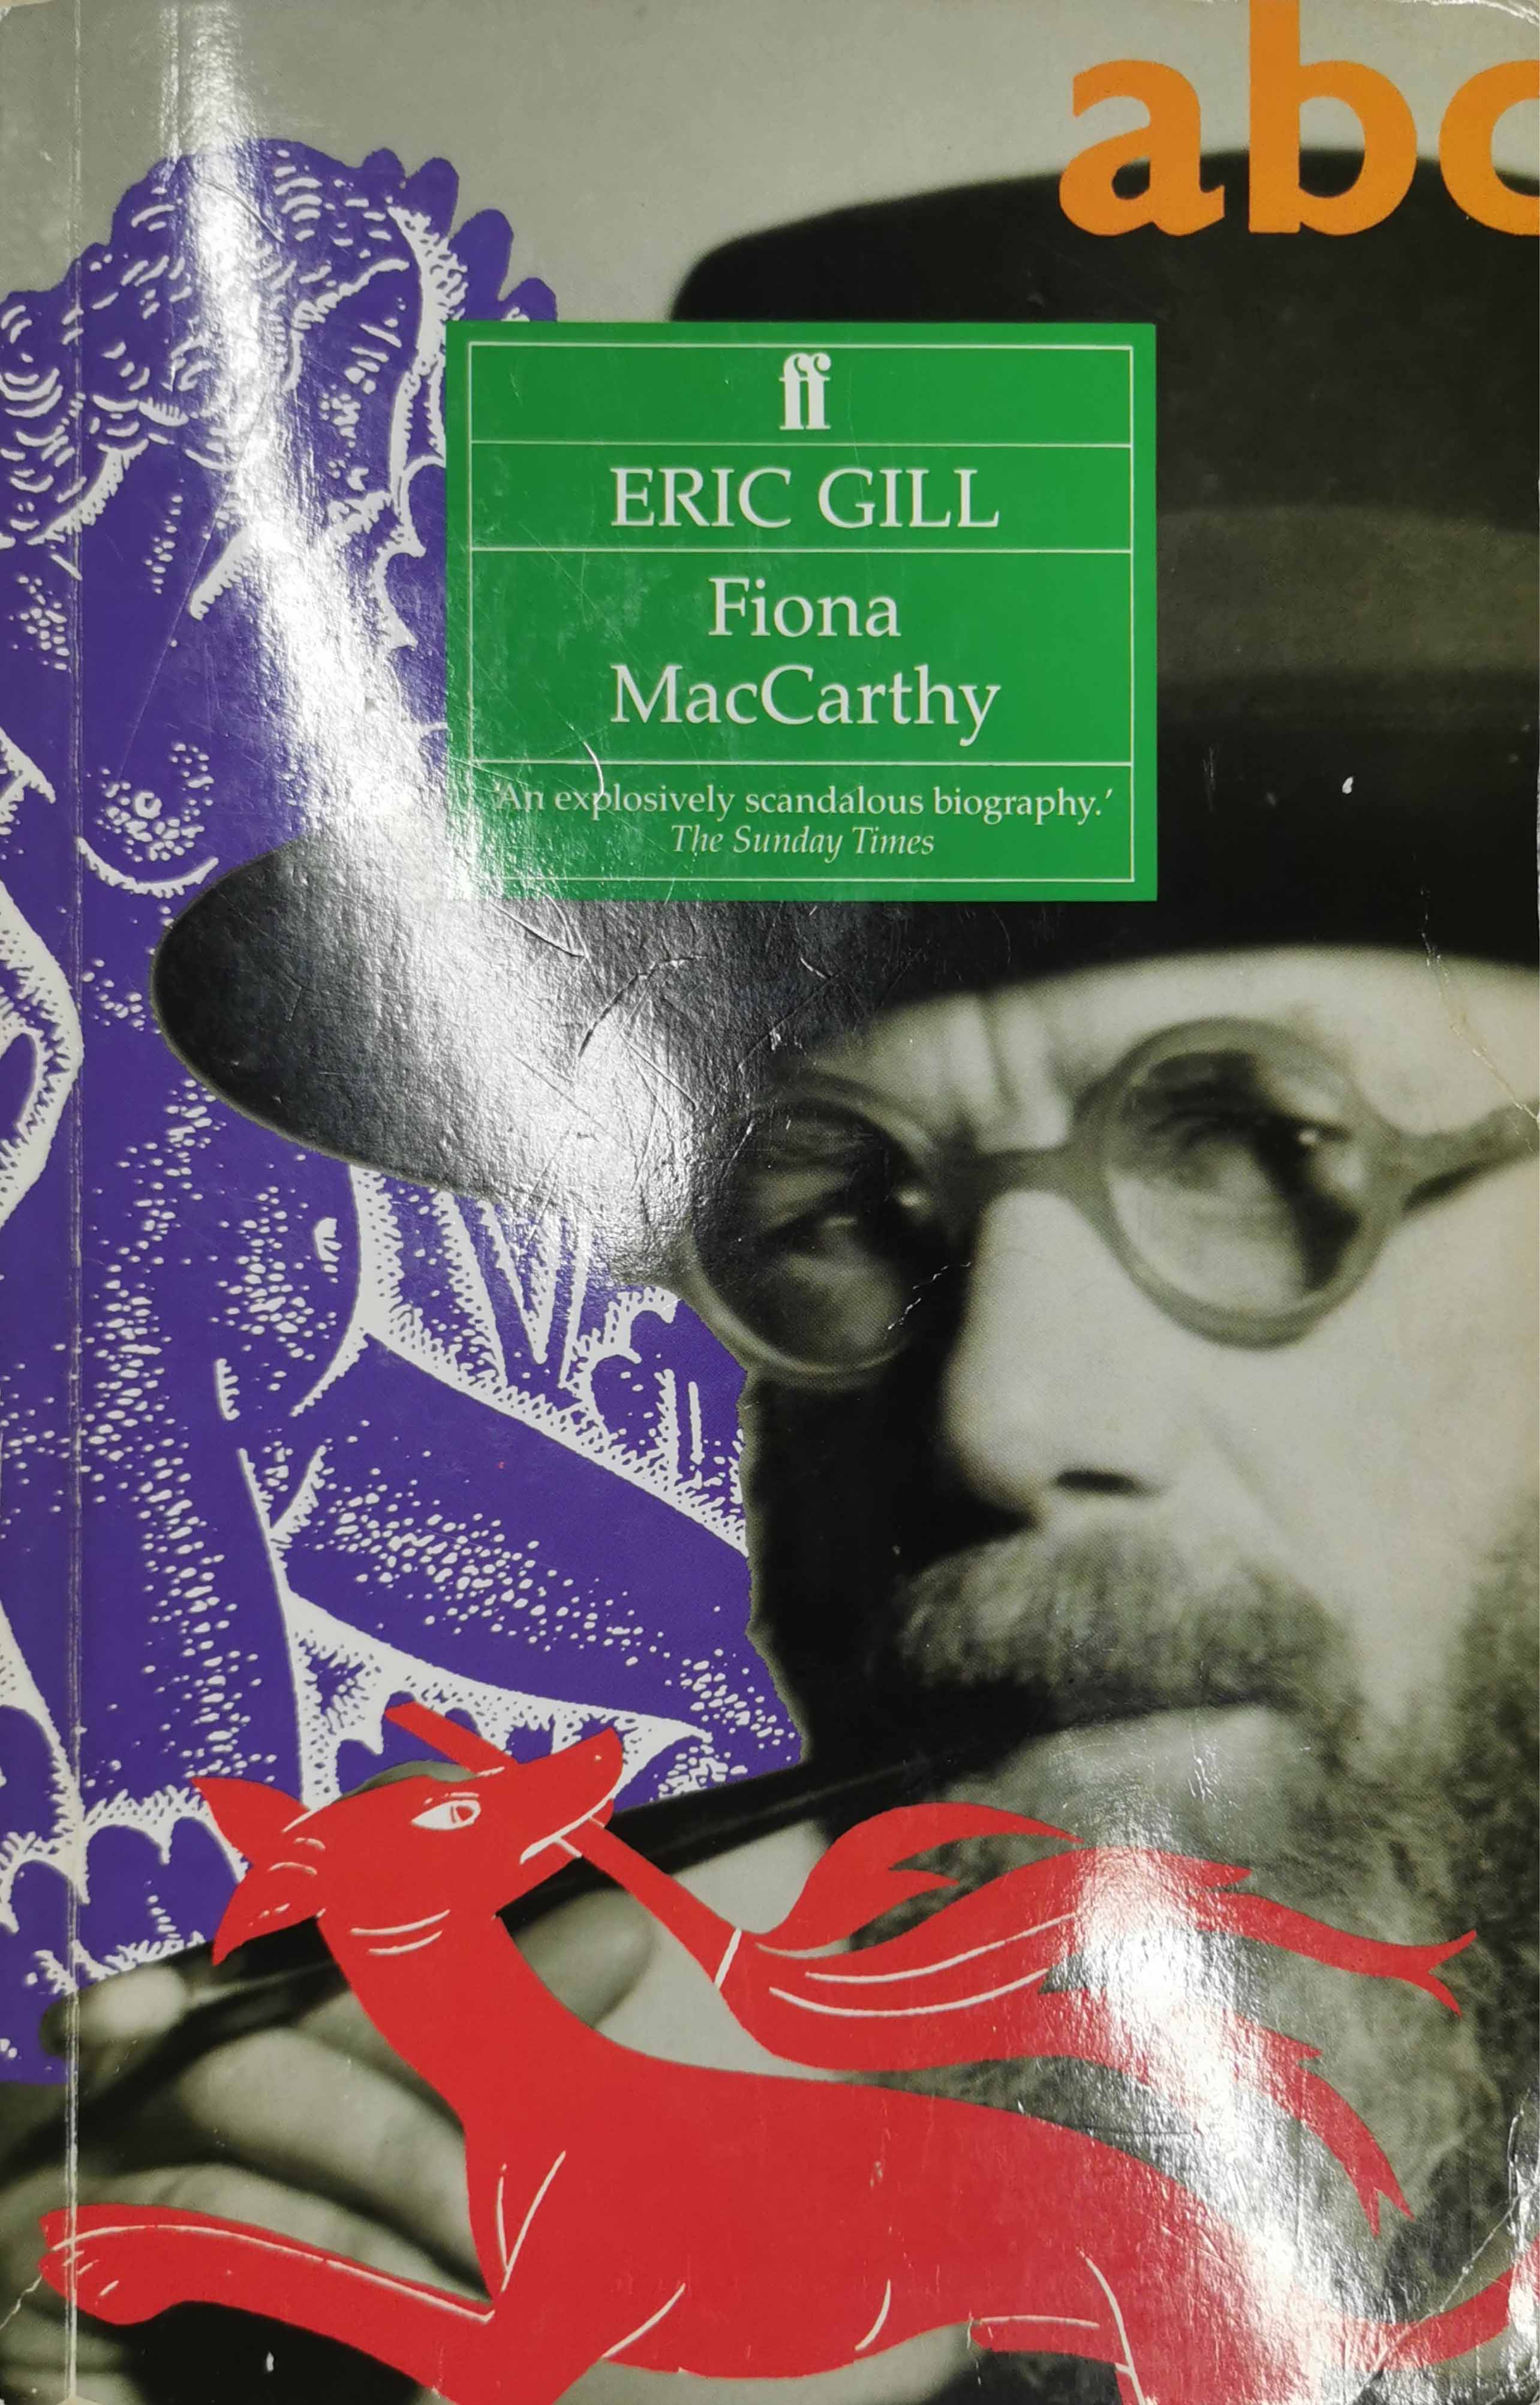 abc
ff
ERIC GILL
Fiona
MacCarthy
'An explosively scandalous biography.'
The Sunday Times